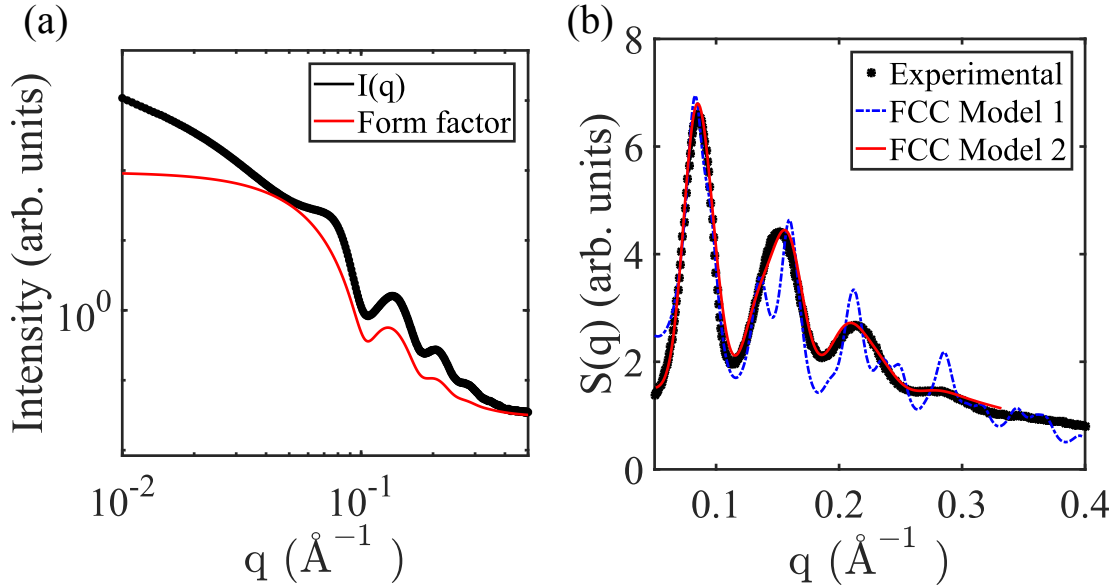 (a)
Intensity (arb. units)
10^0
I(q)
Form factor
10^-2
10^-1
q (Å^-1)
(b)
S(q) (arb. units)
8
6
4
2
0
Experimental
FCC Model 1
FCC Model 2
0.1
0.2
0.3
0.4
q (Å^-1)